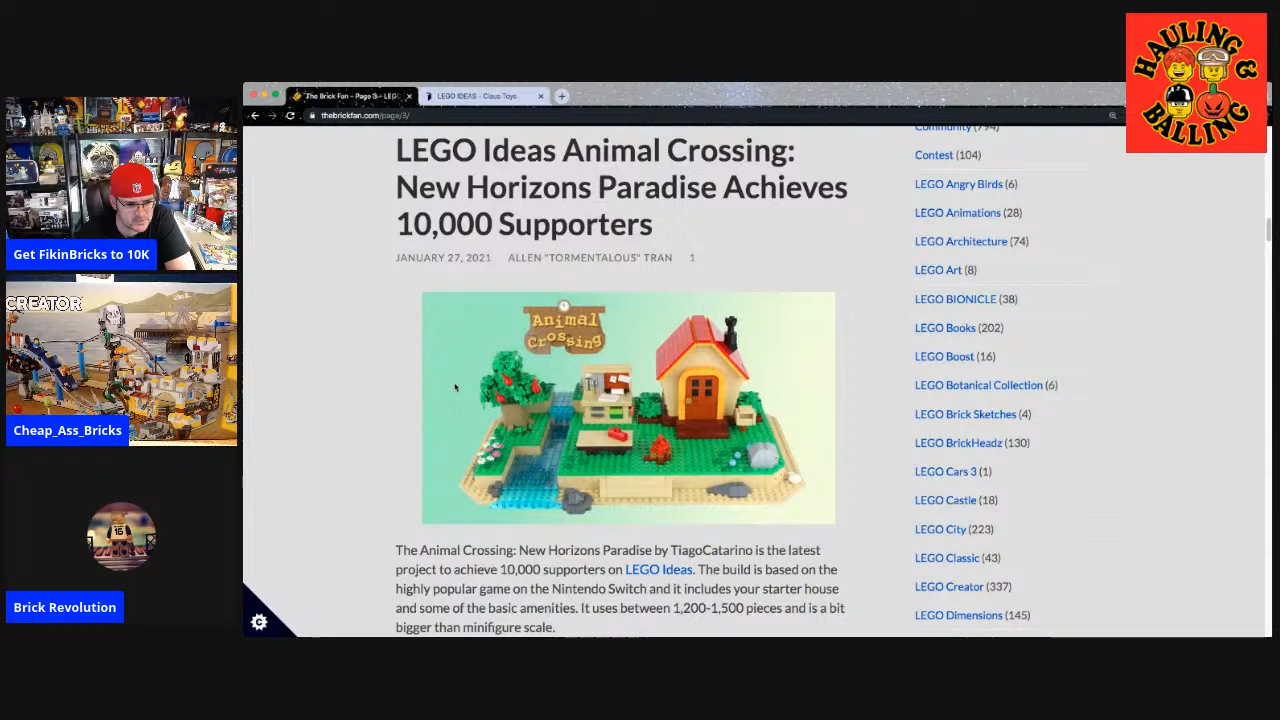 HAULING &
BALLING
The Brick Fan - Page 3 - LEG
LEGO IDEAS - Claus Toys
thebrickfan.com/page/3/
CREATOR
Get FikinBricks to 10K
Cheap_Ass_Bricks
16
Brick Revolution
LEGO Ideas Animal Crossing:
New Horizons Paradise Achieves
10,000 Supporters
JANUARY 27, 2021 ALLEN "TORMENTALOUS" TRAN 1
Animal
Crossing
The Animal Crossing: New Horizons Paradise by TiagoCatarino is the latest
project to achieve 10,000 supporters on LEGO Ideas. The build is based on the
highly popular game on the Nintendo Switch and it includes your starter house
and some of the basic amenities. It uses between 1,200-1,500 pieces and is a bit
bigger than minifigure scale.
Community (794)
Contest (104)
LEGO Angry Birds (6)
LEGO Animations (28)
LEGO Architecture (74)
LEGO Art (8)
LEGO BIONICLE (38)
LEGO Books (202)
LEGO Boost (16)
LEGO Botanical Collection (6)
LEGO Brick Sketches (4)
LEGO BrickHeadz (130)
LEGO Cars 3 (1)
LEGO Castle (18)
LEGO City (223)
LEGO Classic (43)
LEGO Creator (337)
LEGO Dimensions (145)